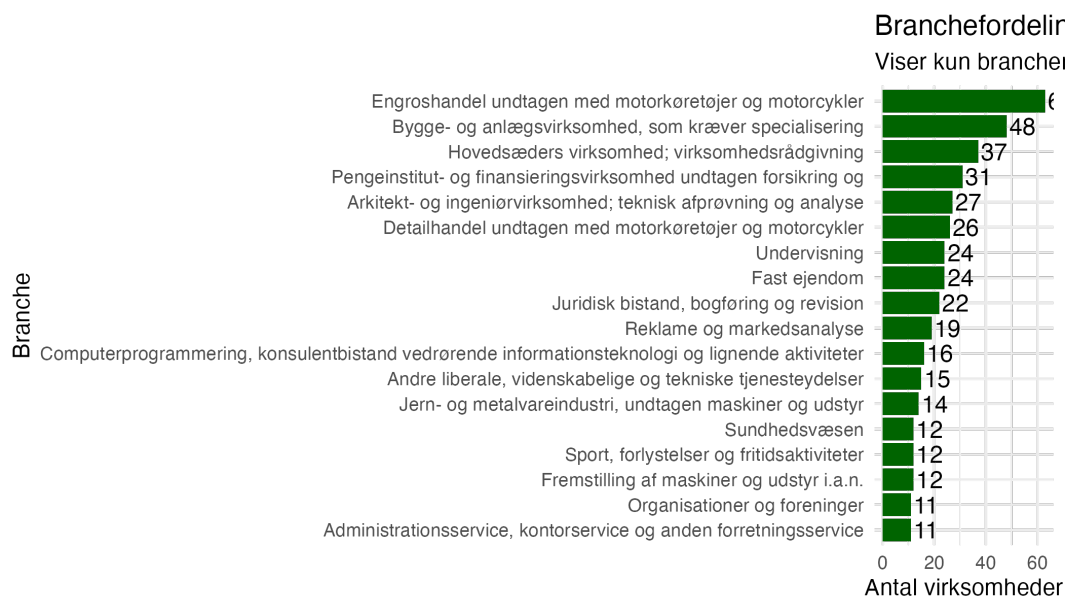 Branchefordelin
Viser kun brancher
Engroshandel undtagen med motorkøretøjer og motorcykler
Bygge- og anlægsvirksomhed, som kræver specialisering 48
Hovedsæders virksomhed; virksomhedsrådgivning 37
Pengeinstitut- og finansieringsvirksomhed undtagen forsikring og 31
Arkitekt- og ingeniørvirksomhed; teknisk afprøvning og analyse 27
Detailhandel undtagen med motorkøretøjer og motorcykler 26
Undervisning 24
Fast ejendom 24
Juridisk bistand, bogføring og revision 22
Reklame og markedsanalyse 19
Computerprogrammering, konsulentbistand vedrørende informationsteknologi og lignende aktiviteter 16
Andre liberale, videnskabelige og tekniske tjenesteydelser 15
Jern- og metalvareindustri, undtagen maskiner og udstyr 14
Sundhedsvæsen 12
Sport, forlystelser og fritidsaktiviteter 12
Fremstilling af maskiner og udstyr i.a.n. 12
Organisationer og foreninger 11
Administrationsservice, kontorservice og anden forretningsservice 11
Branche
0 20 40 60
Antal virksomheder